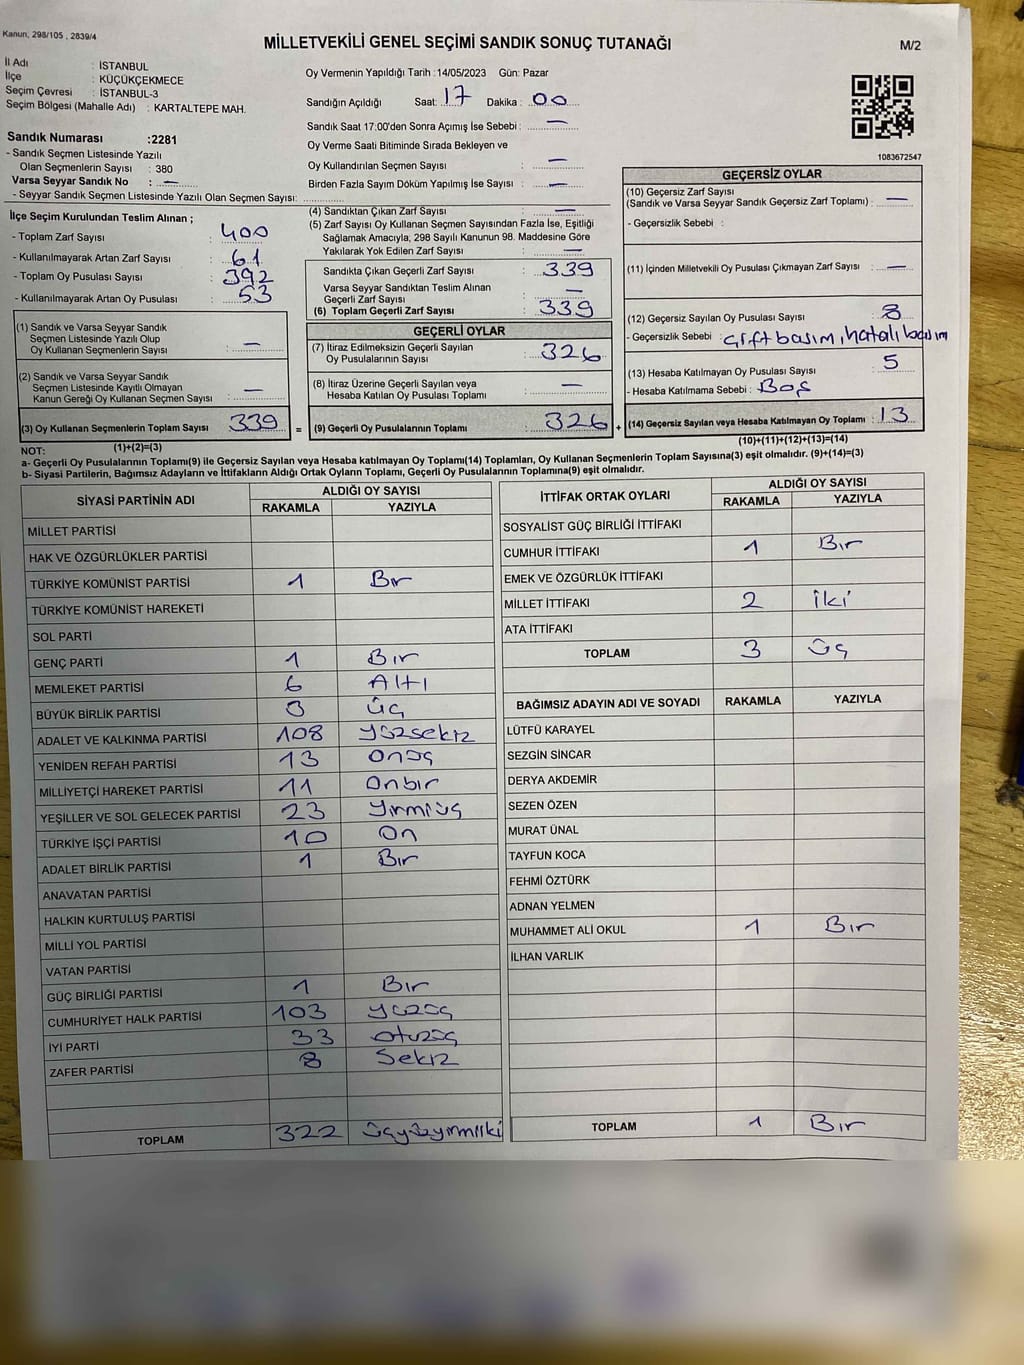 Kanun, 298/105 , 2839/4
MİLLETVEKİLİ GENEL SEÇİMİ SANDIK SONUÇ TUTANAĞI
M/2
İl Adı : İSTANBUL
İlçe : KÜÇÜKÇEKMECE
Seçim Çevresi : İSTANBUL-3
Seçim Bölgesi (Mahalle Adı) : KARTALTEPE MAH.
Sandık Numarası :2281
- Sandık Seçmen Listesinde Yazılı
Olan Seçmenlerin Sayısı : 380
Varsa Seyyar Sandık No : —
- Seyyar Sandık Seçmen Listesinde Yazılı Olan Seçmen Sayısı:
Oy Vermenin Yapıldığı Tarih :14/05/2023 Gün: Pazar
Sandığın Açıldığı Saat: 17 Dakika : 00
Sandık Saat 17:00'den Sonra Açımış İse Sebebi : —
Oy Verme Saati Bitiminde Sırada Bekleyen ve
Oy Kullandırılan Seçmen Sayısı : —
Birden Fazla Sayım Döküm Yapılmış İse Sayısı : —
1083672547
İlçe Seçim Kurulundan Teslim Alınan ;
- Toplam Zarf Sayısı : 400
- Kullanılmayarak Artan Zarf Sayısı : 61
- Toplam Oy Pusulası Sayısı : 392
- Kullanılmayarak Artan Oy Pusulası : 53
(1) Sandık ve Varsa Seyyar Sandık
Seçmen Listesinde Yazılı Olup
Oy Kullanan Seçmenlerin Sayısı : —
(2) Sandık ve Varsa Seyyar Sandık
Seçmen Listesinde Kayıtlı Olmayan
Kanun Gereği Oy Kullanan Seçmen Sayısı : —
(3) Oy Kullanan Seçmenlerin Toplam Sayısı 339
(4) Sandıktan Çıkan Zarf Sayısı : —
(5) Zarf Sayısı Oy Kullanan Seçmen Sayısından Fazla İse, Eşitliği
Sağlamak Amacıyla, 298 Sayılı Kanunun 98. Maddesine Göre
Yakılarak Yok Edilen Zarf Sayısı : —
Sandıkta Çıkan Geçerli Zarf Sayısı : 339
Varsa Seyyar Sandıktan Teslim Alınan
Geçerli Zarf Sayısı : —
(6) Toplam Geçerli Zarf Sayısı : 339
GEÇERLİ OYLAR
(7) İtiraz Edilmeksizin Geçerli Sayılan
Oy Pusulalarının Sayısı : 326
(8) İtiraz Üzerine Geçerli Sayılan veya
Hesaba Katılan Oy Pusulası Toplamı : —
= (9) Geçerli Oy Pusulalarının Toplamı : 326 +
GEÇERSİZ OYLAR
(10) Geçersiz Zarf Sayısı
(Sandık ve Varsa Seyyar Sandık Geçersiz Zarf Toplamı) : —
- Geçersizlik Sebebi :
(11) İçinden Milletvekili Oy Pusulası Çıkmayan Zarf Sayısı : —
(12) Geçersiz Sayılan Oy Pusulası Sayısı : 8
- Geçersizlik Sebebi : çift basım, hatalı basım
(13) Hesaba Katılmayan Oy Pusulası Sayısı : 5
- Hesaba Katılmama Sebebi : Boş
(14) Geçersiz Sayılan veya Hesaba Katılmayan Oy Toplamı : 13
NOT: (1)+(2)=(3)
(10)+(11)+(12)+(13)=(14)
a- Geçerli Oy Pusulalarının Toplamı(9) ile Geçersiz Sayılan veya Hesaba katılmayan Oy Toplamı(14) Toplamları, Oy Kullanan Seçmenlerin Toplam Sayısına(3) eşit olmalıdır. (9)+(14)=(3)
b- Siyasi Partilerin, Bağımsız Adayların ve İttifakların Aldığı Ortak Oyların Toplamı, Geçerli Oy Pusulalarının Toplamına(9) eşit olmalıdır.
SİYASİ PARTİNİN ADI ALDIĞI OY SAYISI
RAKAMLA YAZIYLA
MİLLET PARTİSİ
HAK VE ÖZGÜRLÜKLER PARTİSİ
TÜRKİYE KOMÜNİST PARTİSİ 1 Bır
TÜRKİYE KOMÜNİST HAREKETİ
SOL PARTİ
GENÇ PARTİ 1 Bır
MEMLEKET PARTİSİ 6 Altı
BÜYÜK BİRLİK PARTİSİ 3 üç
ADALET VE KALKINMA PARTİSİ 108 yüzsekız
YENİDEN REFAH PARTİSİ 13 onüç
MİLLİYETÇİ HAREKET PARTİSİ 11 onbır
YEŞİLLER VE SOL GELECEK PARTİSİ 23 yırmıüç
TÜRKİYE İŞÇİ PARTİSİ 10 On
ADALET BİRLİK PARTİSİ 1 Bır
ANAVATAN PARTİSİ
HALKIN KURTULUŞ PARTİSİ
MİLLİ YOL PARTİSİ
VATAN PARTİSİ
GÜÇ BİRLİĞİ PARTİSİ 1 Bır
CUMHURİYET HALK PARTİSİ 103 yüzüç
İYİ PARTİ 33 otuzüç
ZAFER PARTİSİ 8 Sekız
TOPLAM 322 üçyüzyırmıiki
İTTİFAK ORTAK OYLARI ALDIĞI OY SAYISI
RAKAMLA YAZIYLA
SOSYALİST GÜÇ BİRLİĞİ İTTİFAKI
CUMHUR İTTİFAKI 1 Bır
EMEK VE ÖZGÜRLÜK İTTİFAKI
MİLLET İTTİFAKI 2 iki
ATA İTTİFAKI
TOPLAM 3 üç
BAĞIMSIZ ADAYIN ADI VE SOYADI RAKAMLA YAZIYLA
LÜTFÜ KARAYEL
SEZGİN SİNCAR
DERYA AKDEMİR
SEZEN ÖZEN
MURAT ÜNAL
TAYFUN KOCA
FEHMİ ÖZTÜRK
ADNAN YELMEN
MUHAMMET ALİ OKUL 1 Bır
İLHAN VARLIK
TOPLAM 1 Bır